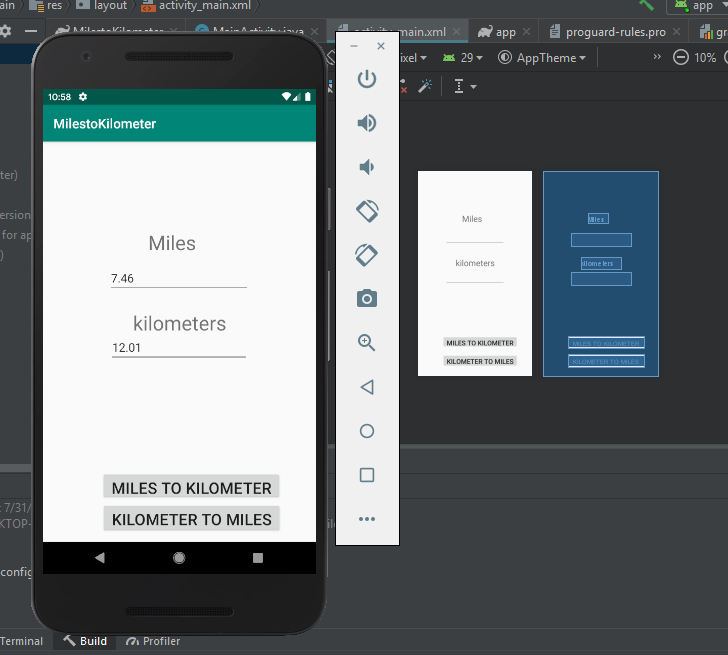 ain res layout activity_main.xml app
MilestoKilometer MainActivity.java activity_main.xml app proguard-rules.pro gr
ixel 29 AppTheme 10%
10:58
MilestoKilometer
ter)
ersion
for ap
)
Miles
7.46
kilometers
12.01
MILES TO KILOMETER
KILOMETER TO MILES
Miles
kilometers
MILES TO KILOMETER
KILOMETER TO MILES
Miles
kilometers
MILES TO KILOMETER
KILOMETER TO MILES
7/31/
KTOP-
config
Terminal Build Profiler